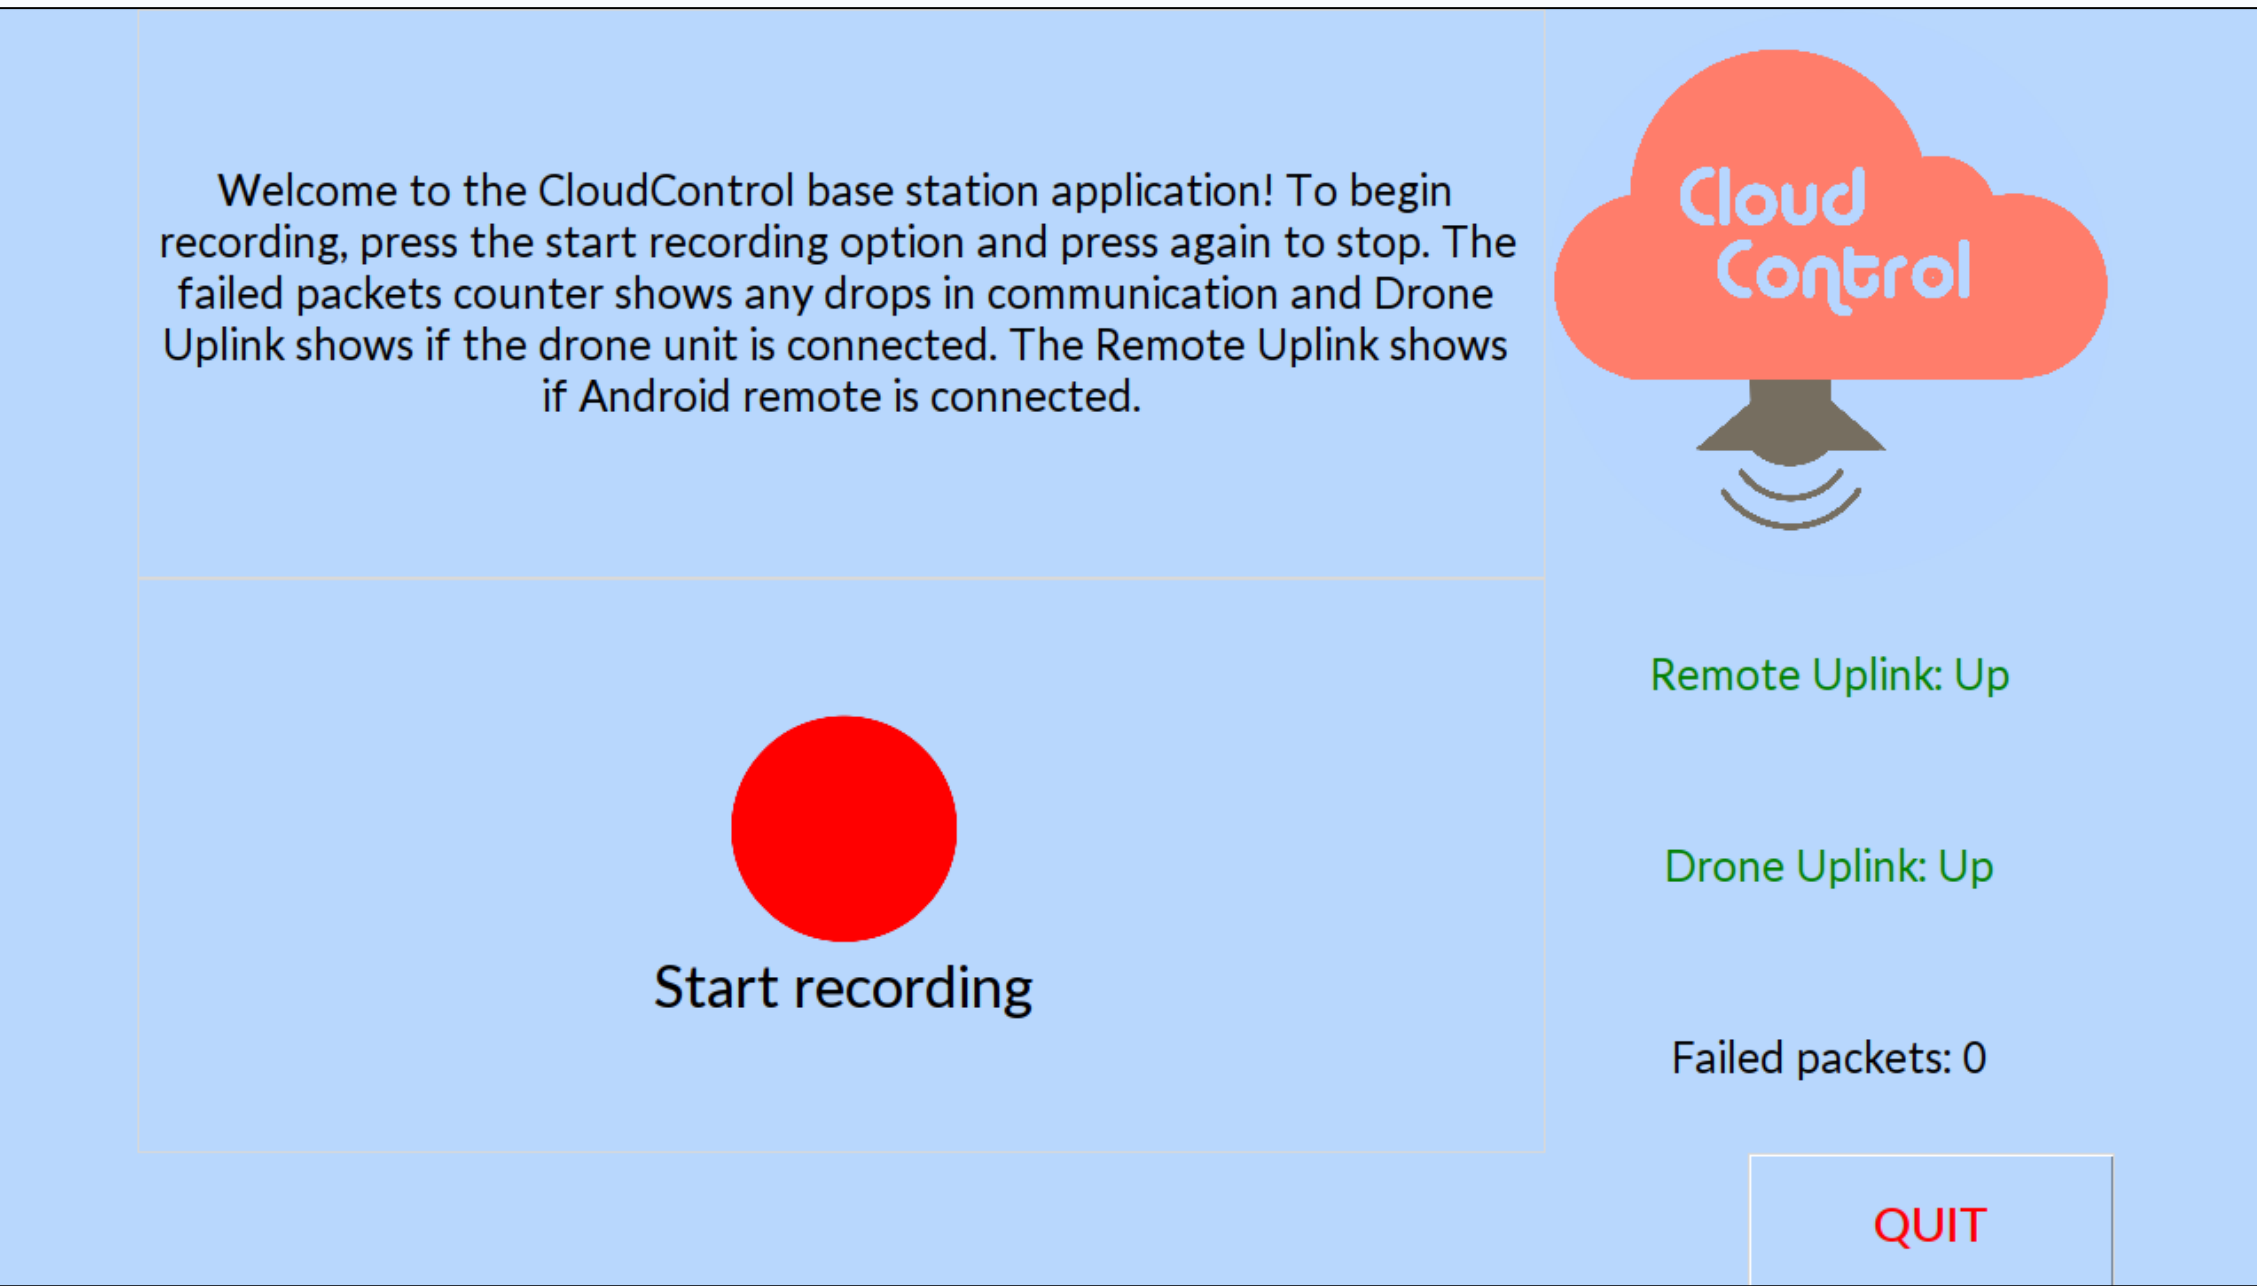 Welcome to the CloudControl base station application! To begin
recording, press the start recording option and press again to stop. The
failed packets counter shows any drops in communication and Drone
Uplink shows if the drone unit is connected. The Remote Uplink shows
if Android remote is connected.
Cloud
Control
Remote Uplink: Up
Drone Uplink: Up
Start recording
Failed packets: 0
QUIT